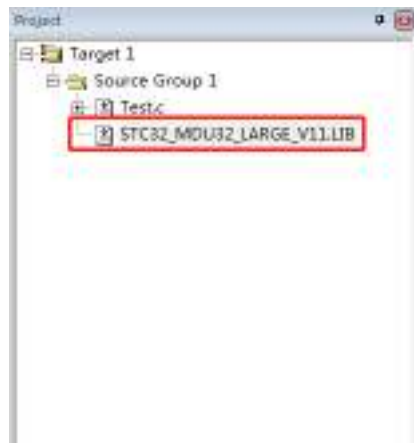 Project
Target 1
Source Group 1
Test.c
STC32_MDU32_LARGE_V11.LIB